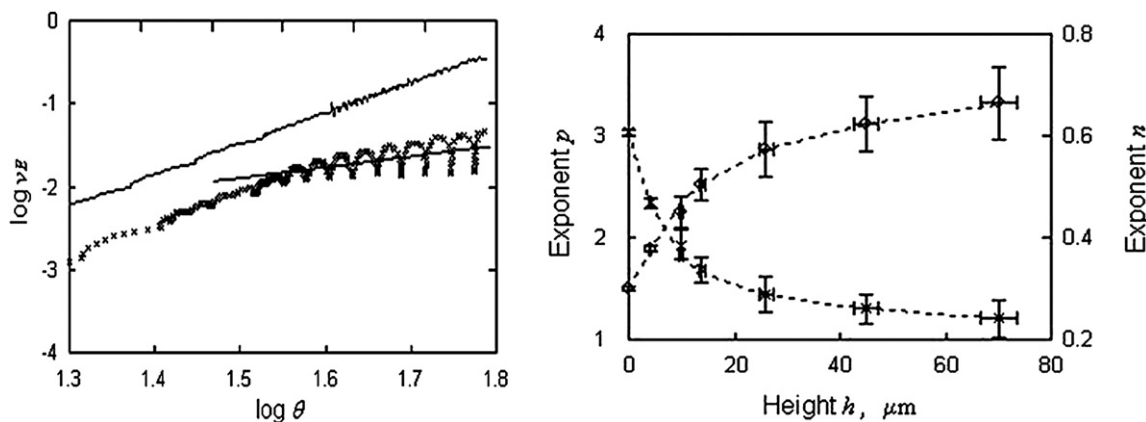 0
-1
-2
-3
-4
log νE
1.3 1.4 1.5 1.6 1.7 1.8
log θ
4
3
2
1
Exponent p
0.8
0.6
0.4
0.2
Exponent n
0 20 40 60 80
Height h, μm